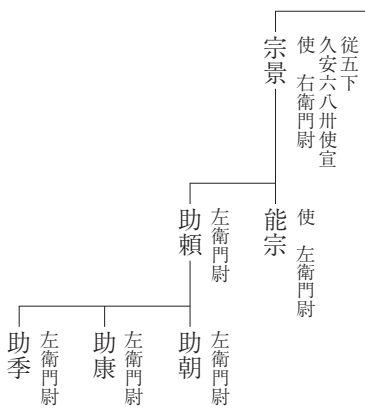 従五下
久安六八卅使宣
使　右衛門尉
宗景
使　左衛門尉
能宗
左衛門尉
助頼
左衛門尉
助朝
左衛門尉
助康
左衛門尉
助季